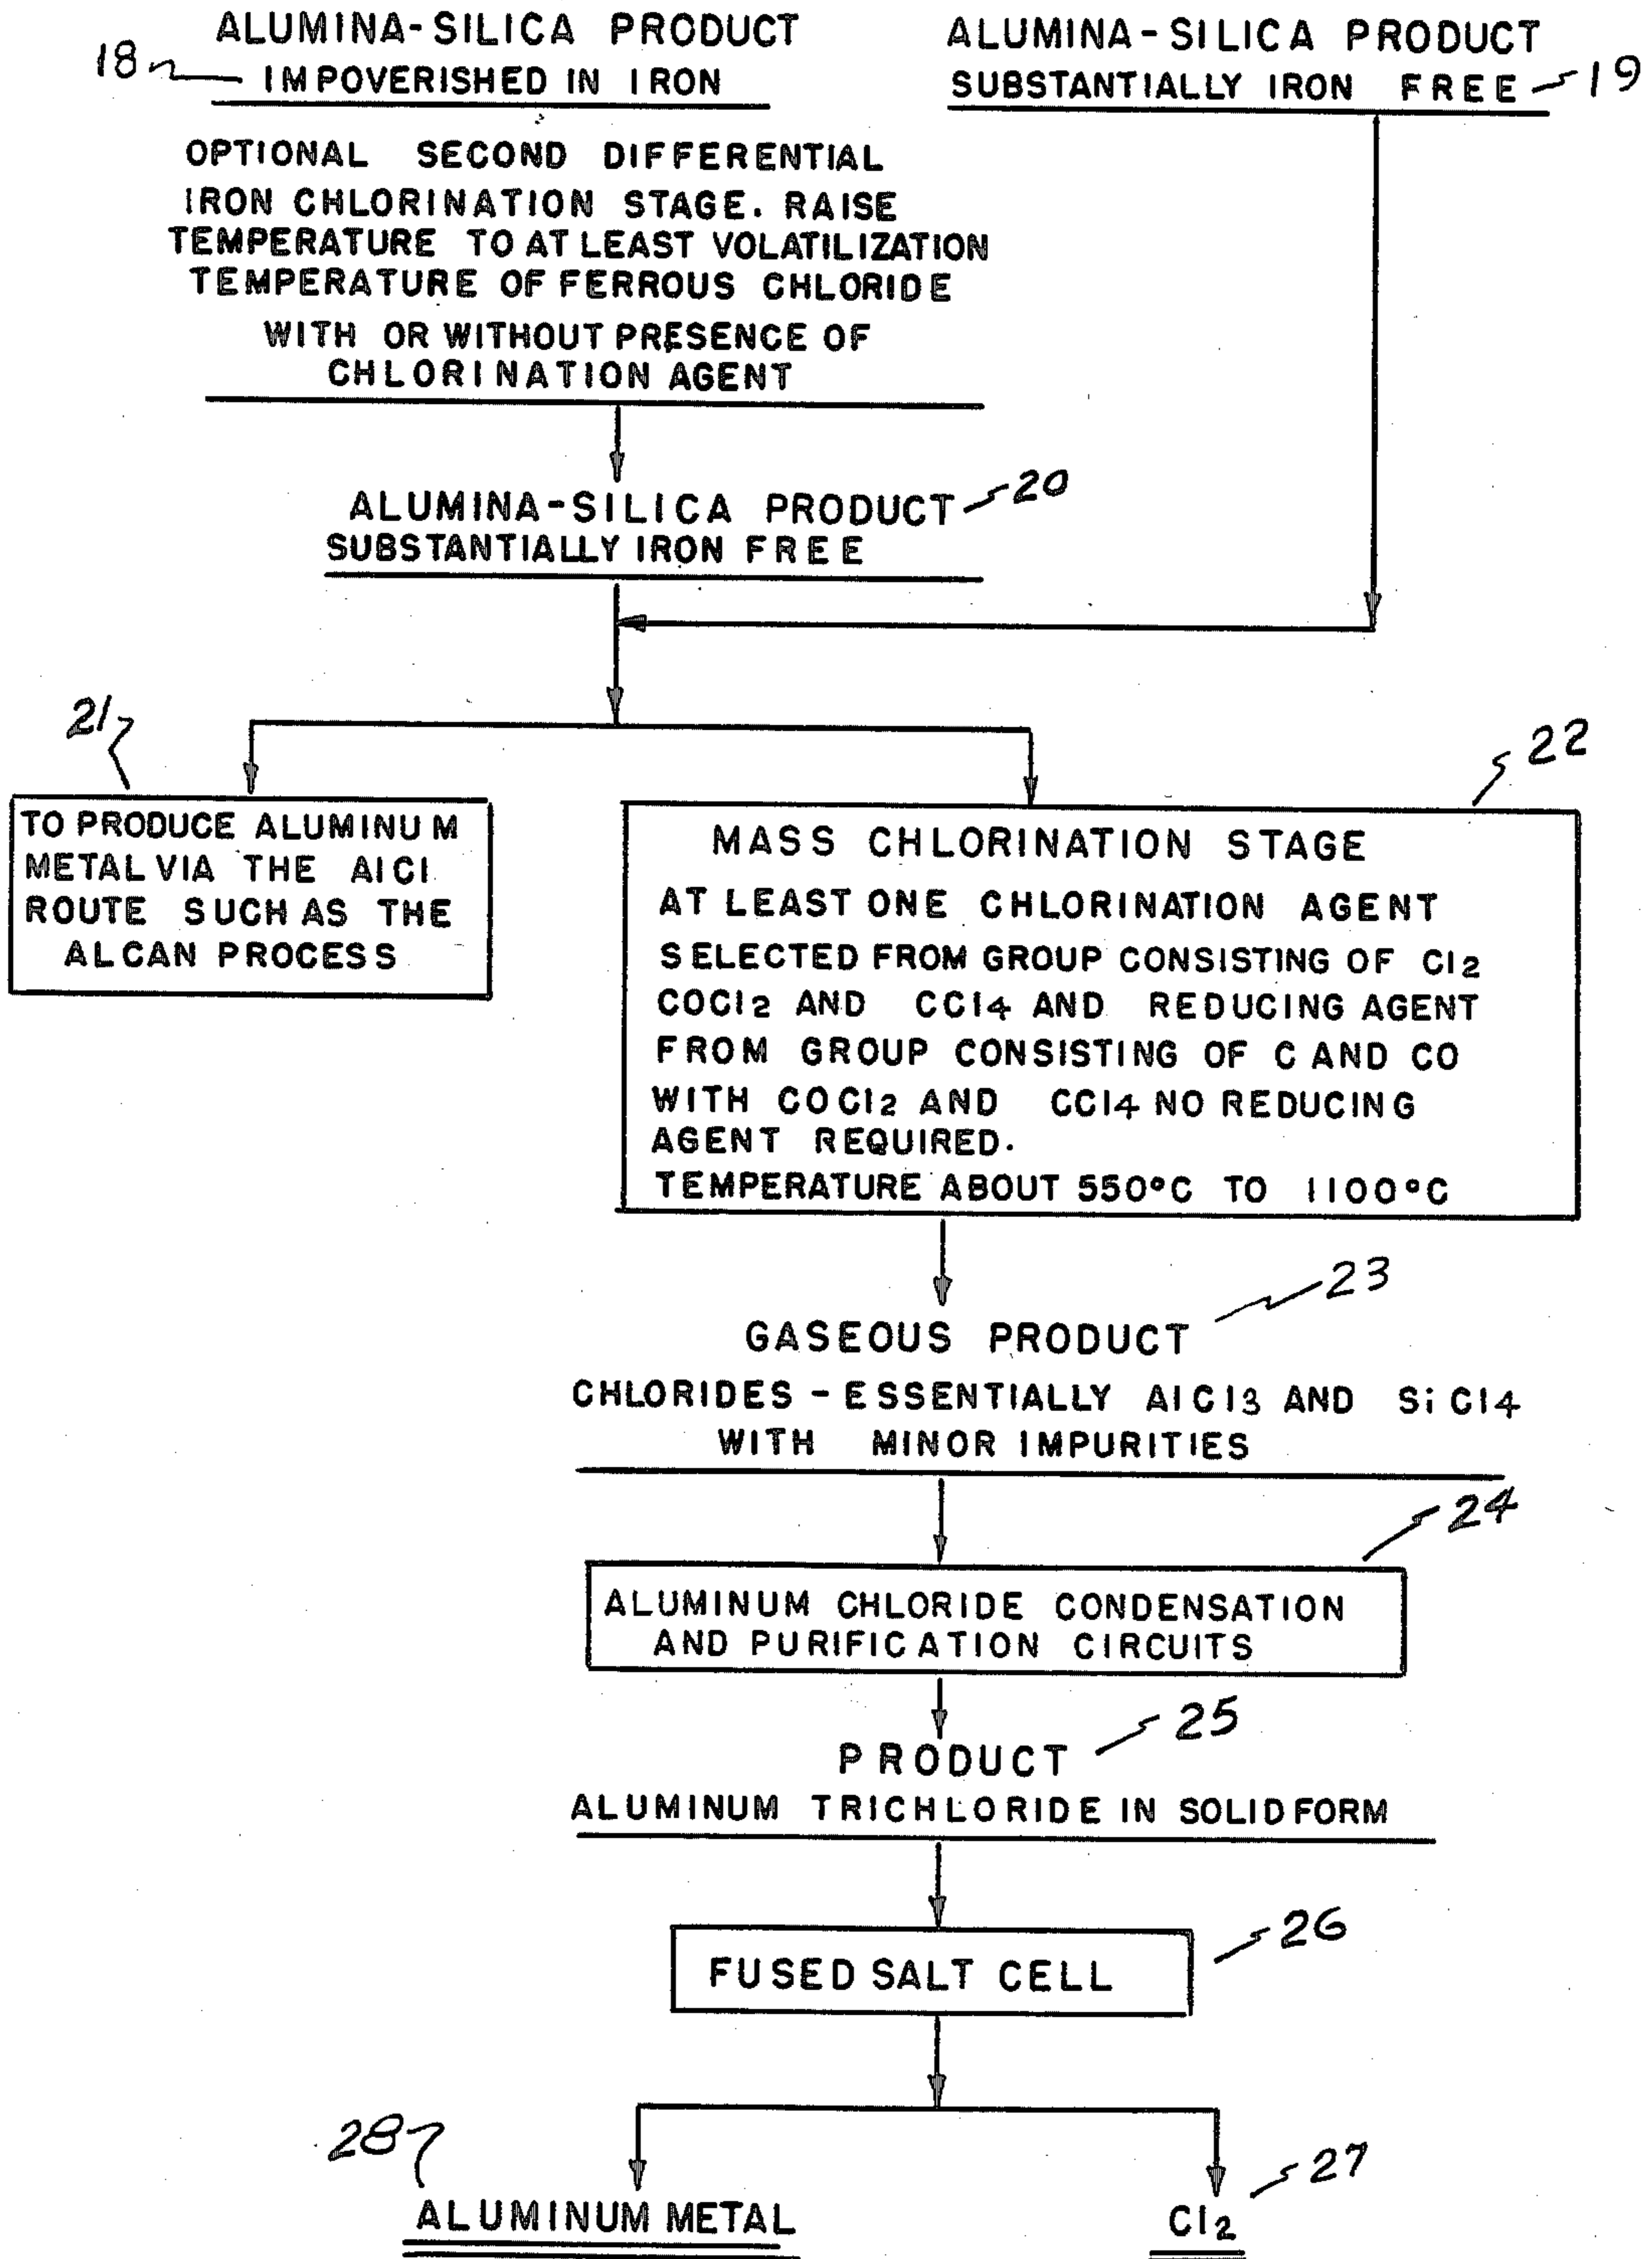 ALUMINA-SILICA PRODUCT
18 IMPOVERISHED IN IRON
ALUMINA-SILICA PRODUCT
SUBSTANTIALLY IRON FREE 19
OPTIONAL SECOND DIFFERENTIAL
IRON CHLORINATION STAGE. RAISE
TEMPERATURE TO AT LEAST VOLATILIZATION
TEMPERATURE OF FERROUS CHLORIDE
WITH OR WITHOUT PRESENCE OF
CHLORINATION AGENT
ALUMINA-SILICA PRODUCT 20
SUBSTANTIALLY IRON FREE
21
TO PRODUCE ALUMINUM
METAL VIA THE AlCl
ROUTE SUCH AS THE
ALCAN PROCESS
22
MASS CHLORINATION STAGE
AT LEAST ONE CHLORINATION AGENT
SELECTED FROM GROUP CONSISTING OF Cl2
COCl2 AND CCl4 AND REDUCING AGENT
FROM GROUP CONSISTING OF C AND CO
WITH COCl2 AND CCl4 NO REDUCING
AGENT REQUIRED.
TEMPERATURE ABOUT 550°C TO 1100°C
23
GASEOUS PRODUCT
CHLORIDES - ESSENTIALLY AlCl3 AND SiCl4
WITH MINOR IMPURITIES
24
ALUMINUM CHLORIDE CONDENSATION
AND PURIFICATION CIRCUITS
25
PRODUCT
ALUMINUM TRICHLORIDE IN SOLID FORM
26
FUSED SALT CELL
28
ALUMINUM METAL
27
Cl2